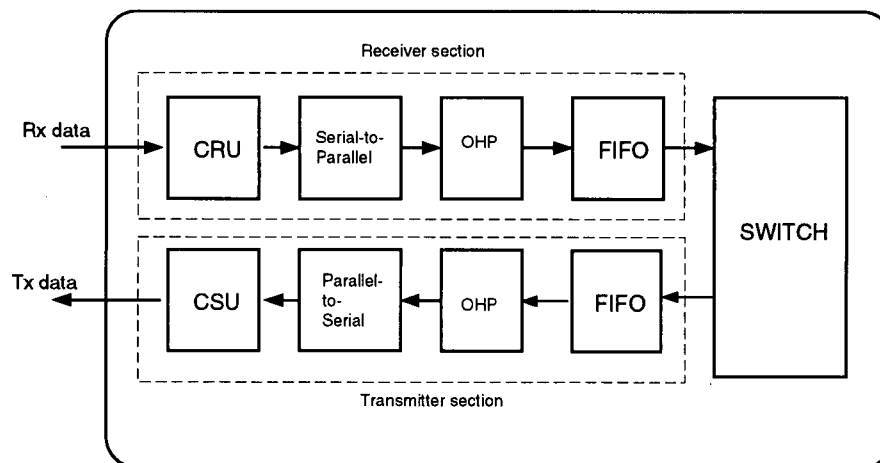 Receiver section
Rx data
CRU
Serial-to-
Parallel
OHP
FIFO
SWITCH
Tx data
CSU
Parallel-
to-
Serial
OHP
FIFO
Transmitter section